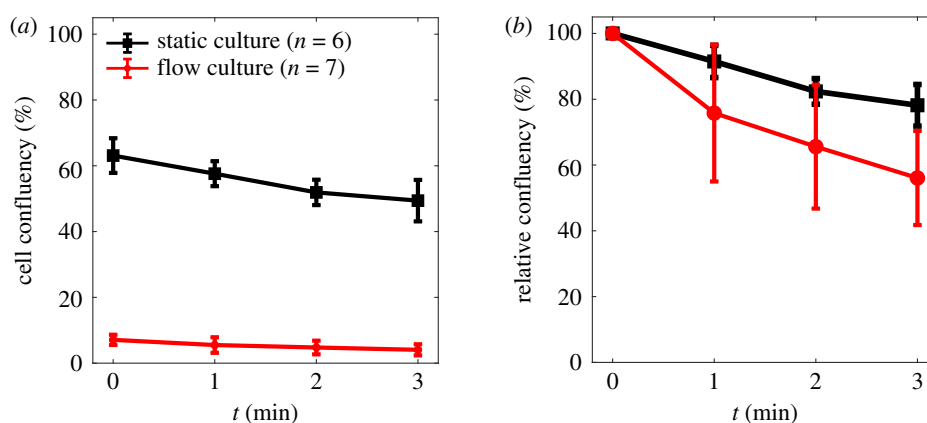 (a)
100
80
60
40
20
0
cell confluency (%)
static culture (n = 6)
flow culture (n = 7)
0 1 2 3
t (min)
(b)
100
80
60
40
20
0
relative confluency (%)
0 1 2 3
t (min)